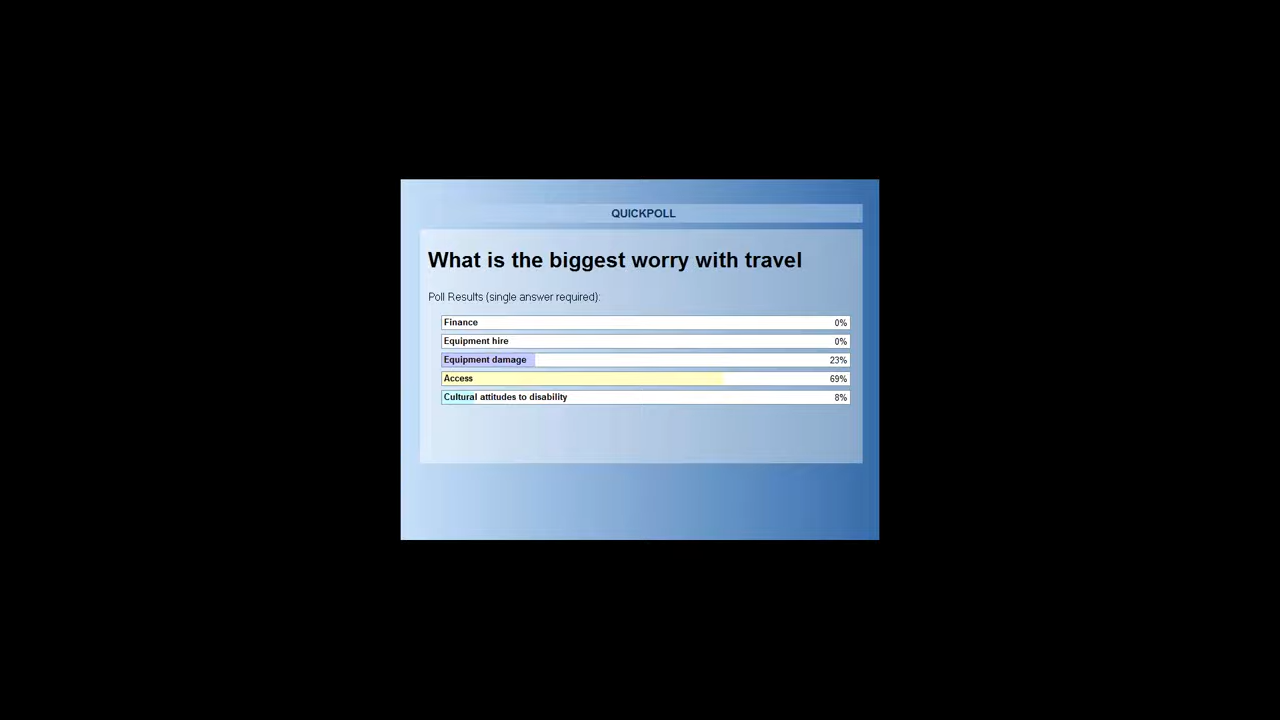 QUICKPOLL
What is the biggest worry with travel
Poll Results (single answer required):
Finance 0%
Equipment hire 0%
Equipment damage 23%
Access 69%
Cultural attitudes to disability 8%